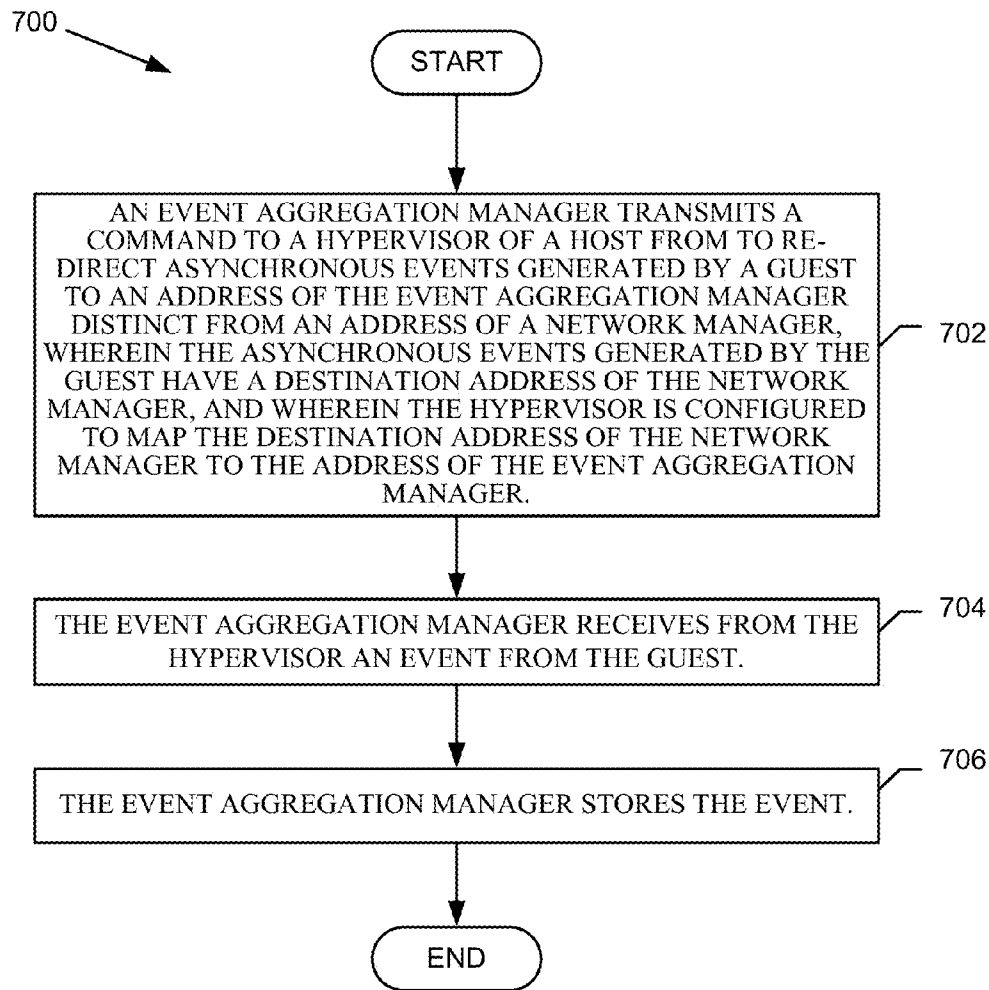 700
START
AN EVENT AGGREGATION MANAGER TRANSMITS A
COMMAND TO A HYPERVISOR OF A HOST FROM TO RE-
DIRECT ASYNCHRONOUS EVENTS GENERATED BY A GUEST
TO AN ADDRESS OF THE EVENT AGGREGATION MANAGER
DISTINCT FROM AN ADDRESS OF A NETWORK MANAGER,
WHEREIN THE ASYNCHRONOUS EVENTS GENERATED BY THE
GUEST HAVE A DESTINATION ADDRESS OF THE NETWORK
MANAGER, AND WHEREIN THE HYPERVISOR IS CONFIGURED
TO MAP THE DESTINATION ADDRESS OF THE NETWORK
MANAGER TO THE ADDRESS OF THE EVENT AGGREGATION
MANAGER.
702
THE EVENT AGGREGATION MANAGER RECEIVES FROM THE
HYPERVISOR AN EVENT FROM THE GUEST.
704
THE EVENT AGGREGATION MANAGER STORES THE EVENT.
706
END